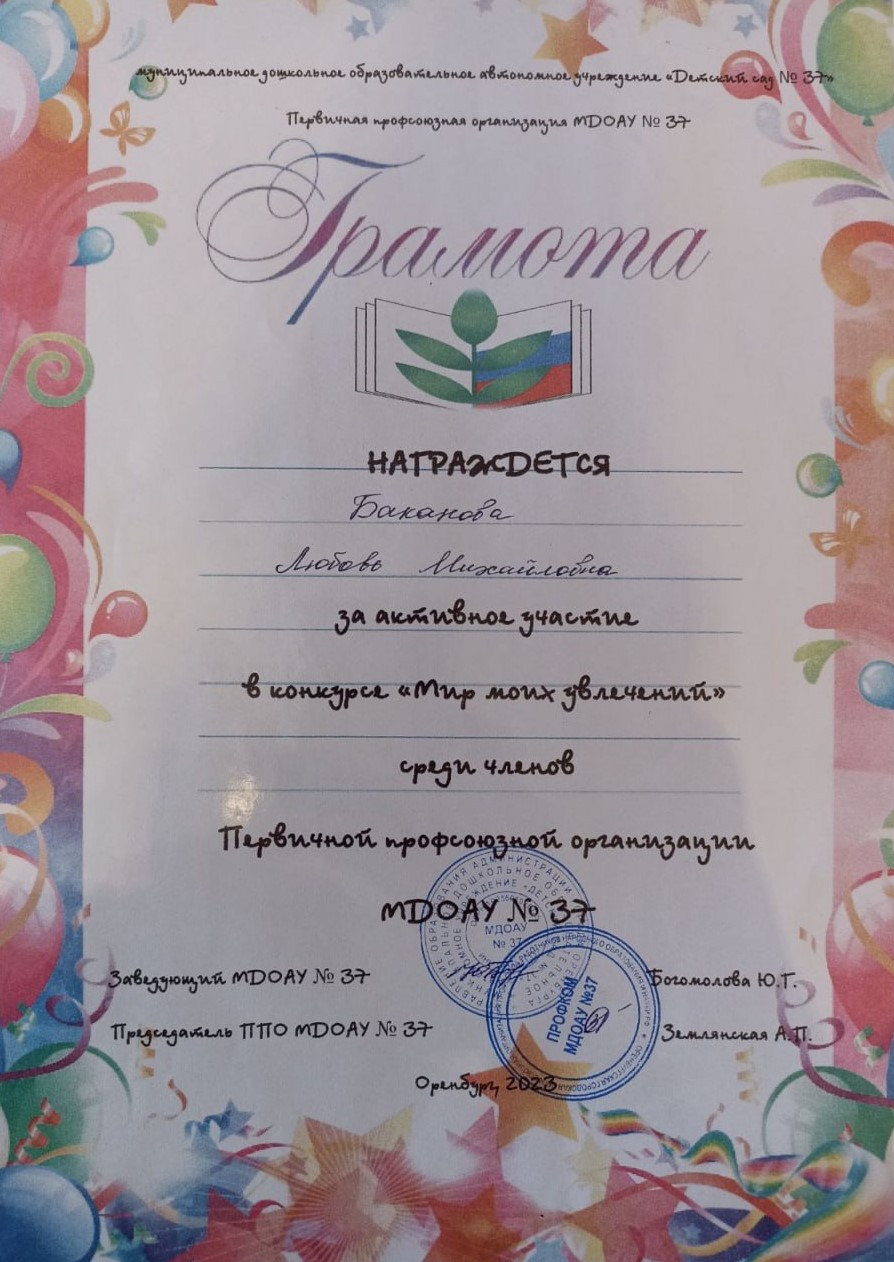 муниципальное дошкольное образовательное автономное учреждение «Детский сад № 37»
Первичная профсоюзная организация МДОАУ № 37
Грамота
НАГРАЖДЕТСЯ
Баканова
Любовь Михайловна
за активное участие
в конкурсе «Мир моих увлечений»
среди членов
Первичной профсоюзной организации
МДОАУ № 37
МДОАУ
№ 37
Заведующий МДОАУ № 37 Богомолова Ю.Г.
ПРОФКОМ
МДОАУ №37
Председатель ППО МДОАУ № 37 Землянская А.П.
Оренбург, 2023